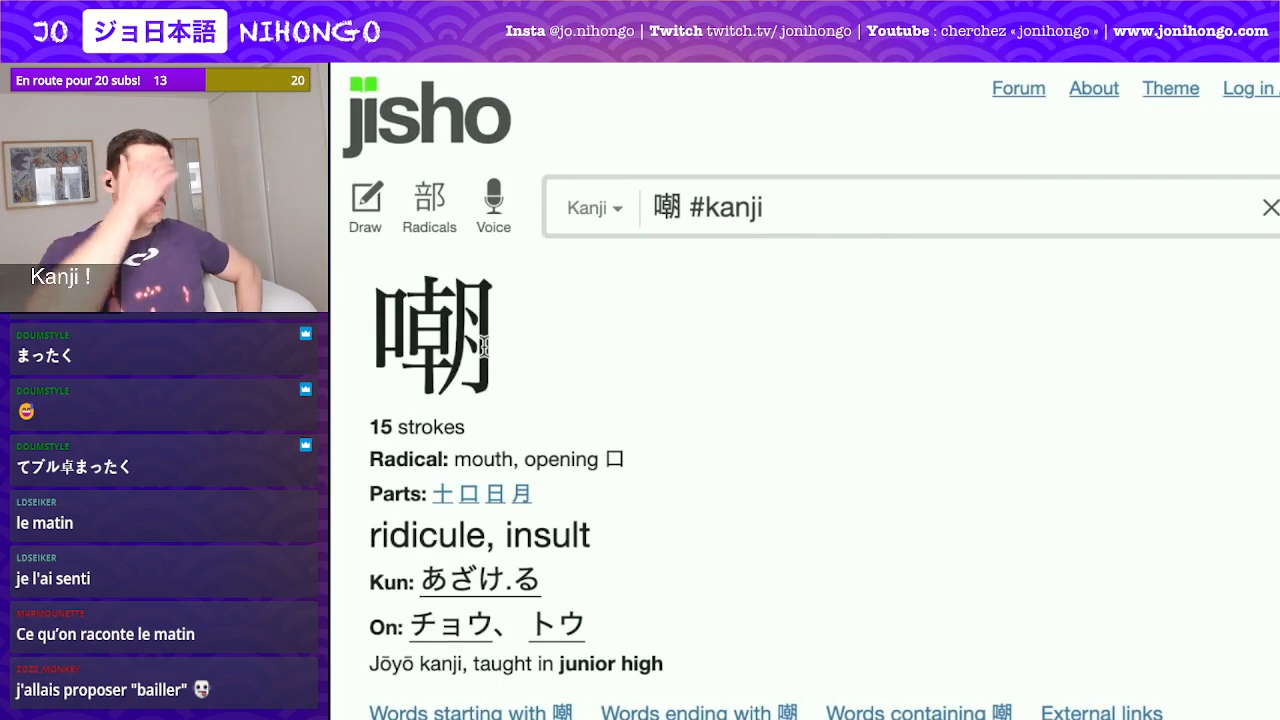 JO ジョ日本語 NIHONGO
Insta @jo.nihongo | Twitch twitch.tv/jonihongo | Youtube : cherchez « jonihongo » | www.jonihongo.com
En route pour 20 subs! 13 20
Kanji !
DOUMSTYLE
まったく
DOUMSTYLE
😅
DOUMSTYLE
てブル卓まったく
LDSEIKER
le matin
LDSEIKER
je l'ai senti
MARMOUNETTE
Ce qu'on raconte le matin
ZOZZ_MONKEY
j'allais proposer "bailler"
jisho
Forum About Theme Log in
Draw
部 Radicals
Voice
Kanji 嘲 #kanji
嘲
15 strokes
Radical: mouth, opening 口
Parts: 士 口 日 月
ridicule, insult
Kun: あざけ.る
On: チョウ、 トウ
Jōyō kanji, taught in junior high
Words starting with 嘲 Words ending with 嘲 Words containing 嘲 External links